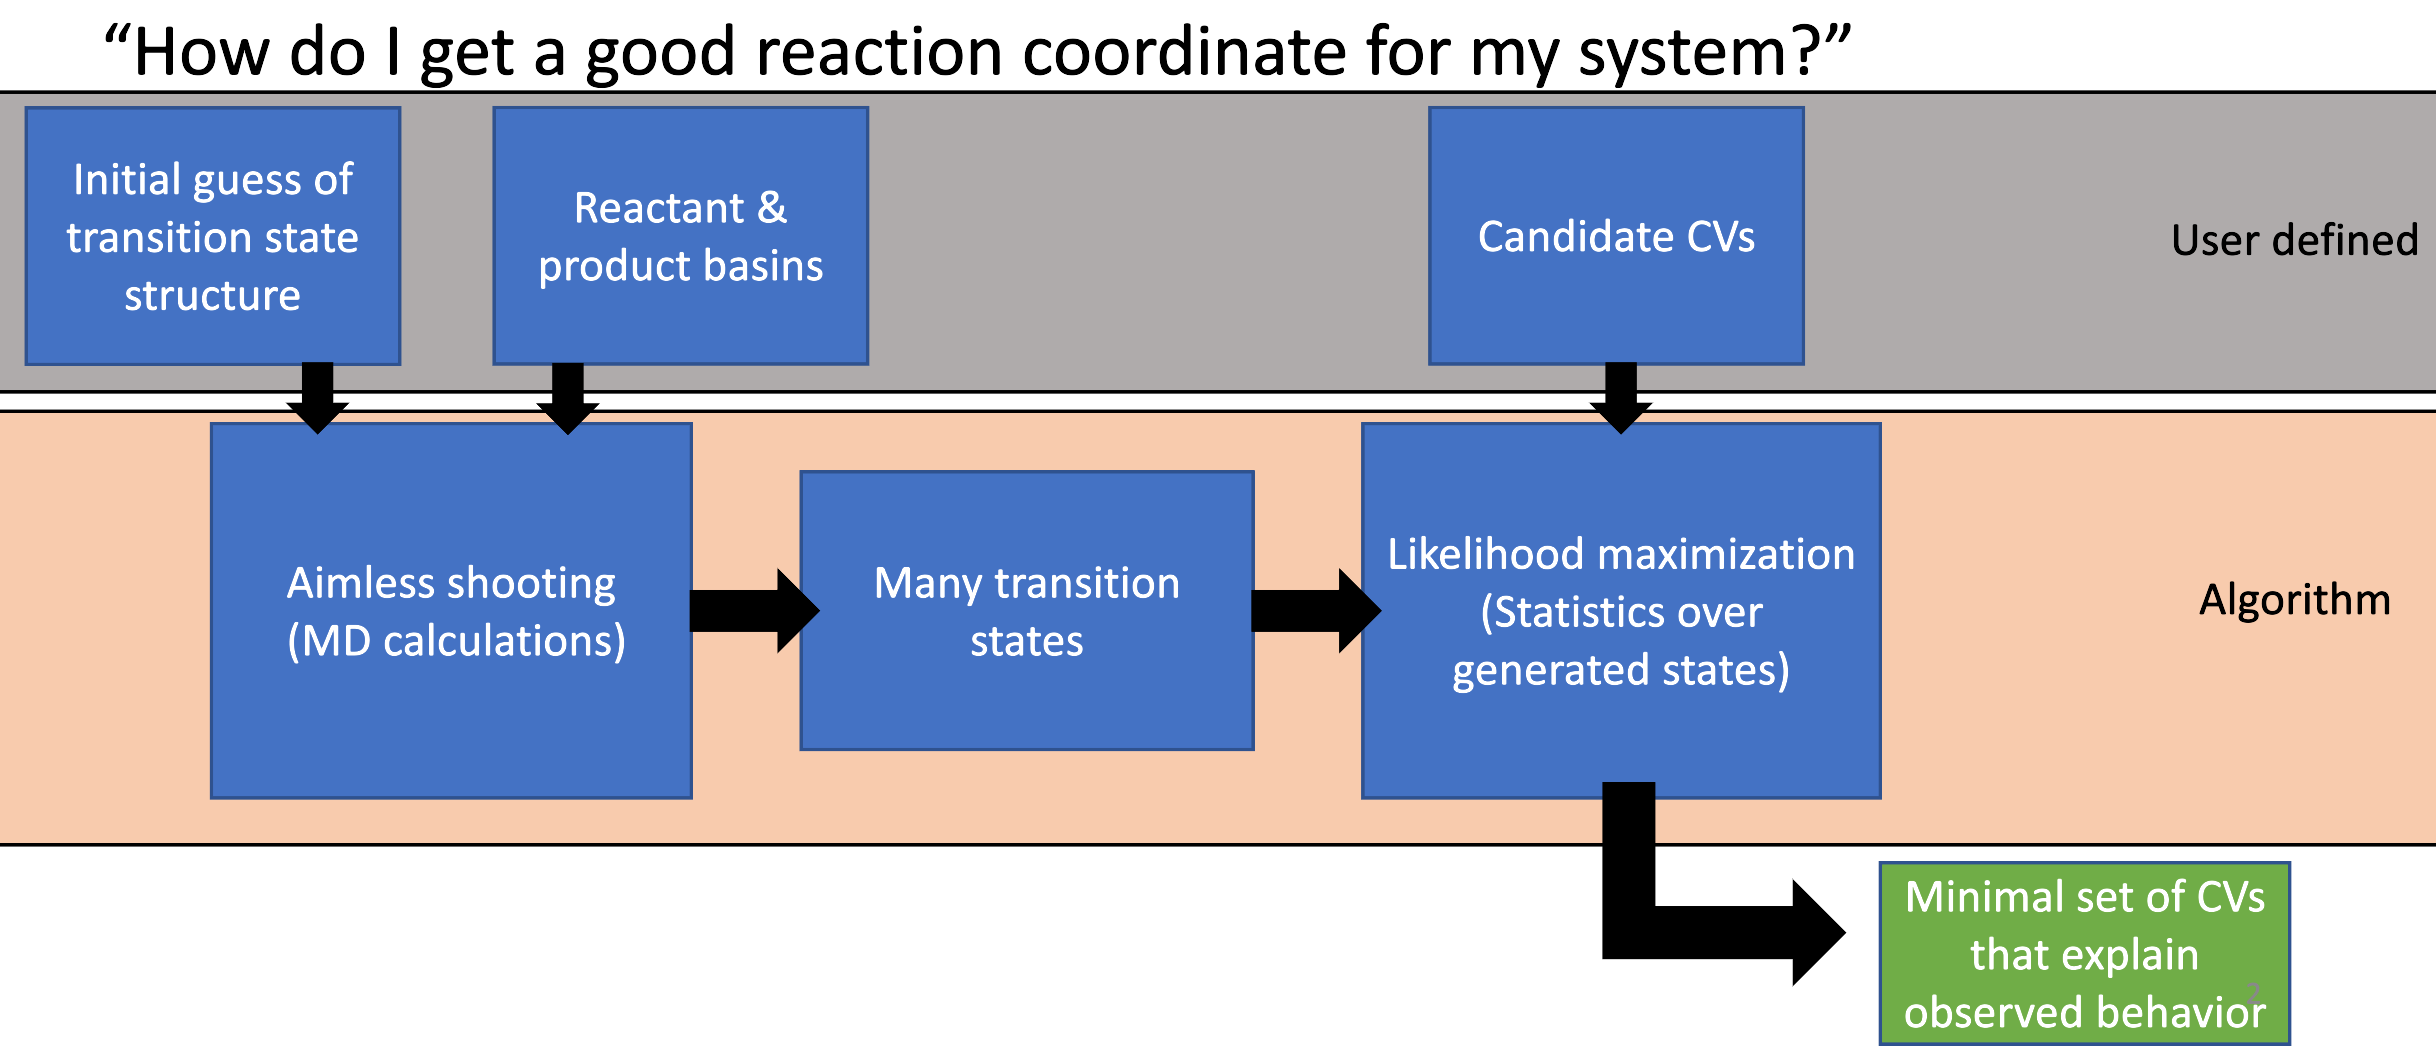 “How do I get a good reaction coordinate for my system?”
Initial guess of
transition state
structure
Reactant &
product basins
Candidate CVs
User defined
Aimless shooting
(MD calculations)
Many transition
states
Likelihood maximization
(Statistics over
generated states)
Algorithm
Minimal set of CVs
that explain
observed behavior
2